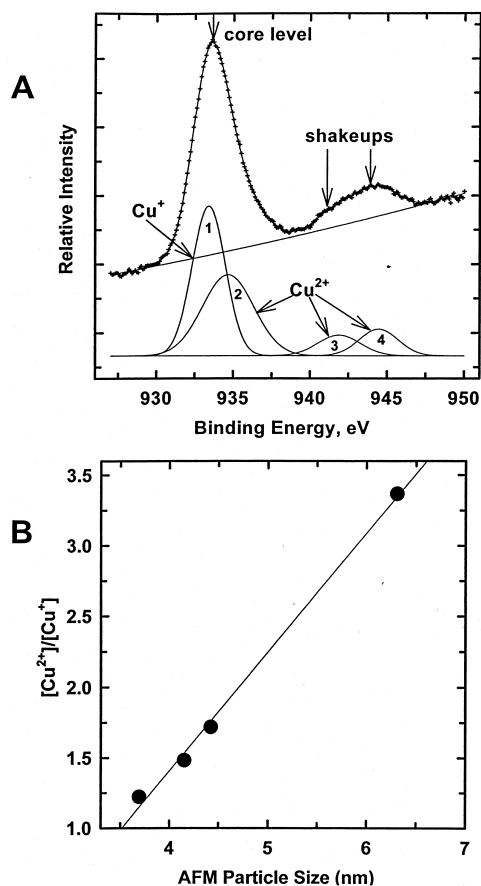 A
core level
shakeups
Cu⁺
1
2
Cu²⁺
3
4
Relative Intensity
930 935 940 945 950
Binding Energy, eV
B
3.5
3.0
2.5
2.0
1.5
1.0
[Cu²⁺]/[Cu⁺]
4 5 6 7
AFM Particle Size (nm)